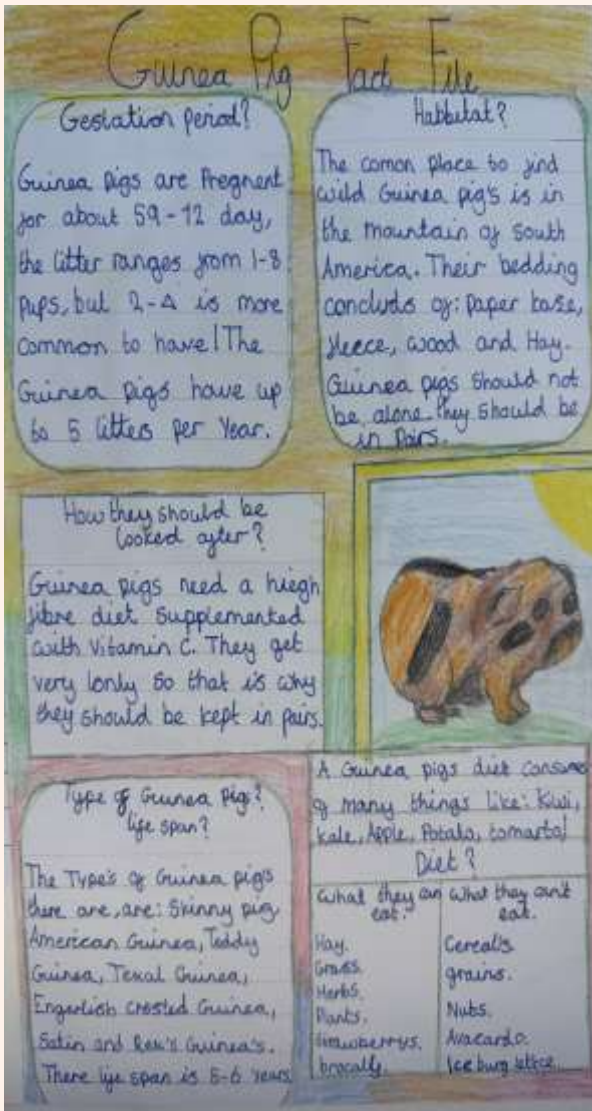 Guinea Pig Fact File
Gestation period?
Guinea pigs are Pregnent
for about 59-72 day,
the litter ranges from 1-8
pups, but 2-4 is more
common to have! The
Guinea pigs have up
to 5 litters per year.
Habbitat?
The comon place to find
wild Guinea pig's is in
the mountain of south
America. Their bedding
concluds of: paper base,
fleece, wood and Hay.
Guinea pigs should not
be alone they should be
in Pairs.
How they should be
looked after?
Guinea pigs need a hiegh
fibre diet supplemented
with Vitamin C. They get
very lonly so that is why
they should be kept in pairs.
Type of Guinea pig?
life span?
The Type's of Guinea pigs
there are, are: Skinny pig,
American Guinea, Teddy
Guinea, Texal Guinea,
Engerlish crested Guinea,
Satin and Rex's Guinea's.
There life span is 5-6 years
A Guinea pigs diet consume
of many things like: Kiwi,
kale, Apple, Potato, tomarto!
Diet?
What they can eat.
Hay.
Grass.
Herbs.
Plants.
Strawberrys.
brocally.
What they can't eat.
Cereals.
grains.
Nubs.
Avacardo.
Ice burg lettce.